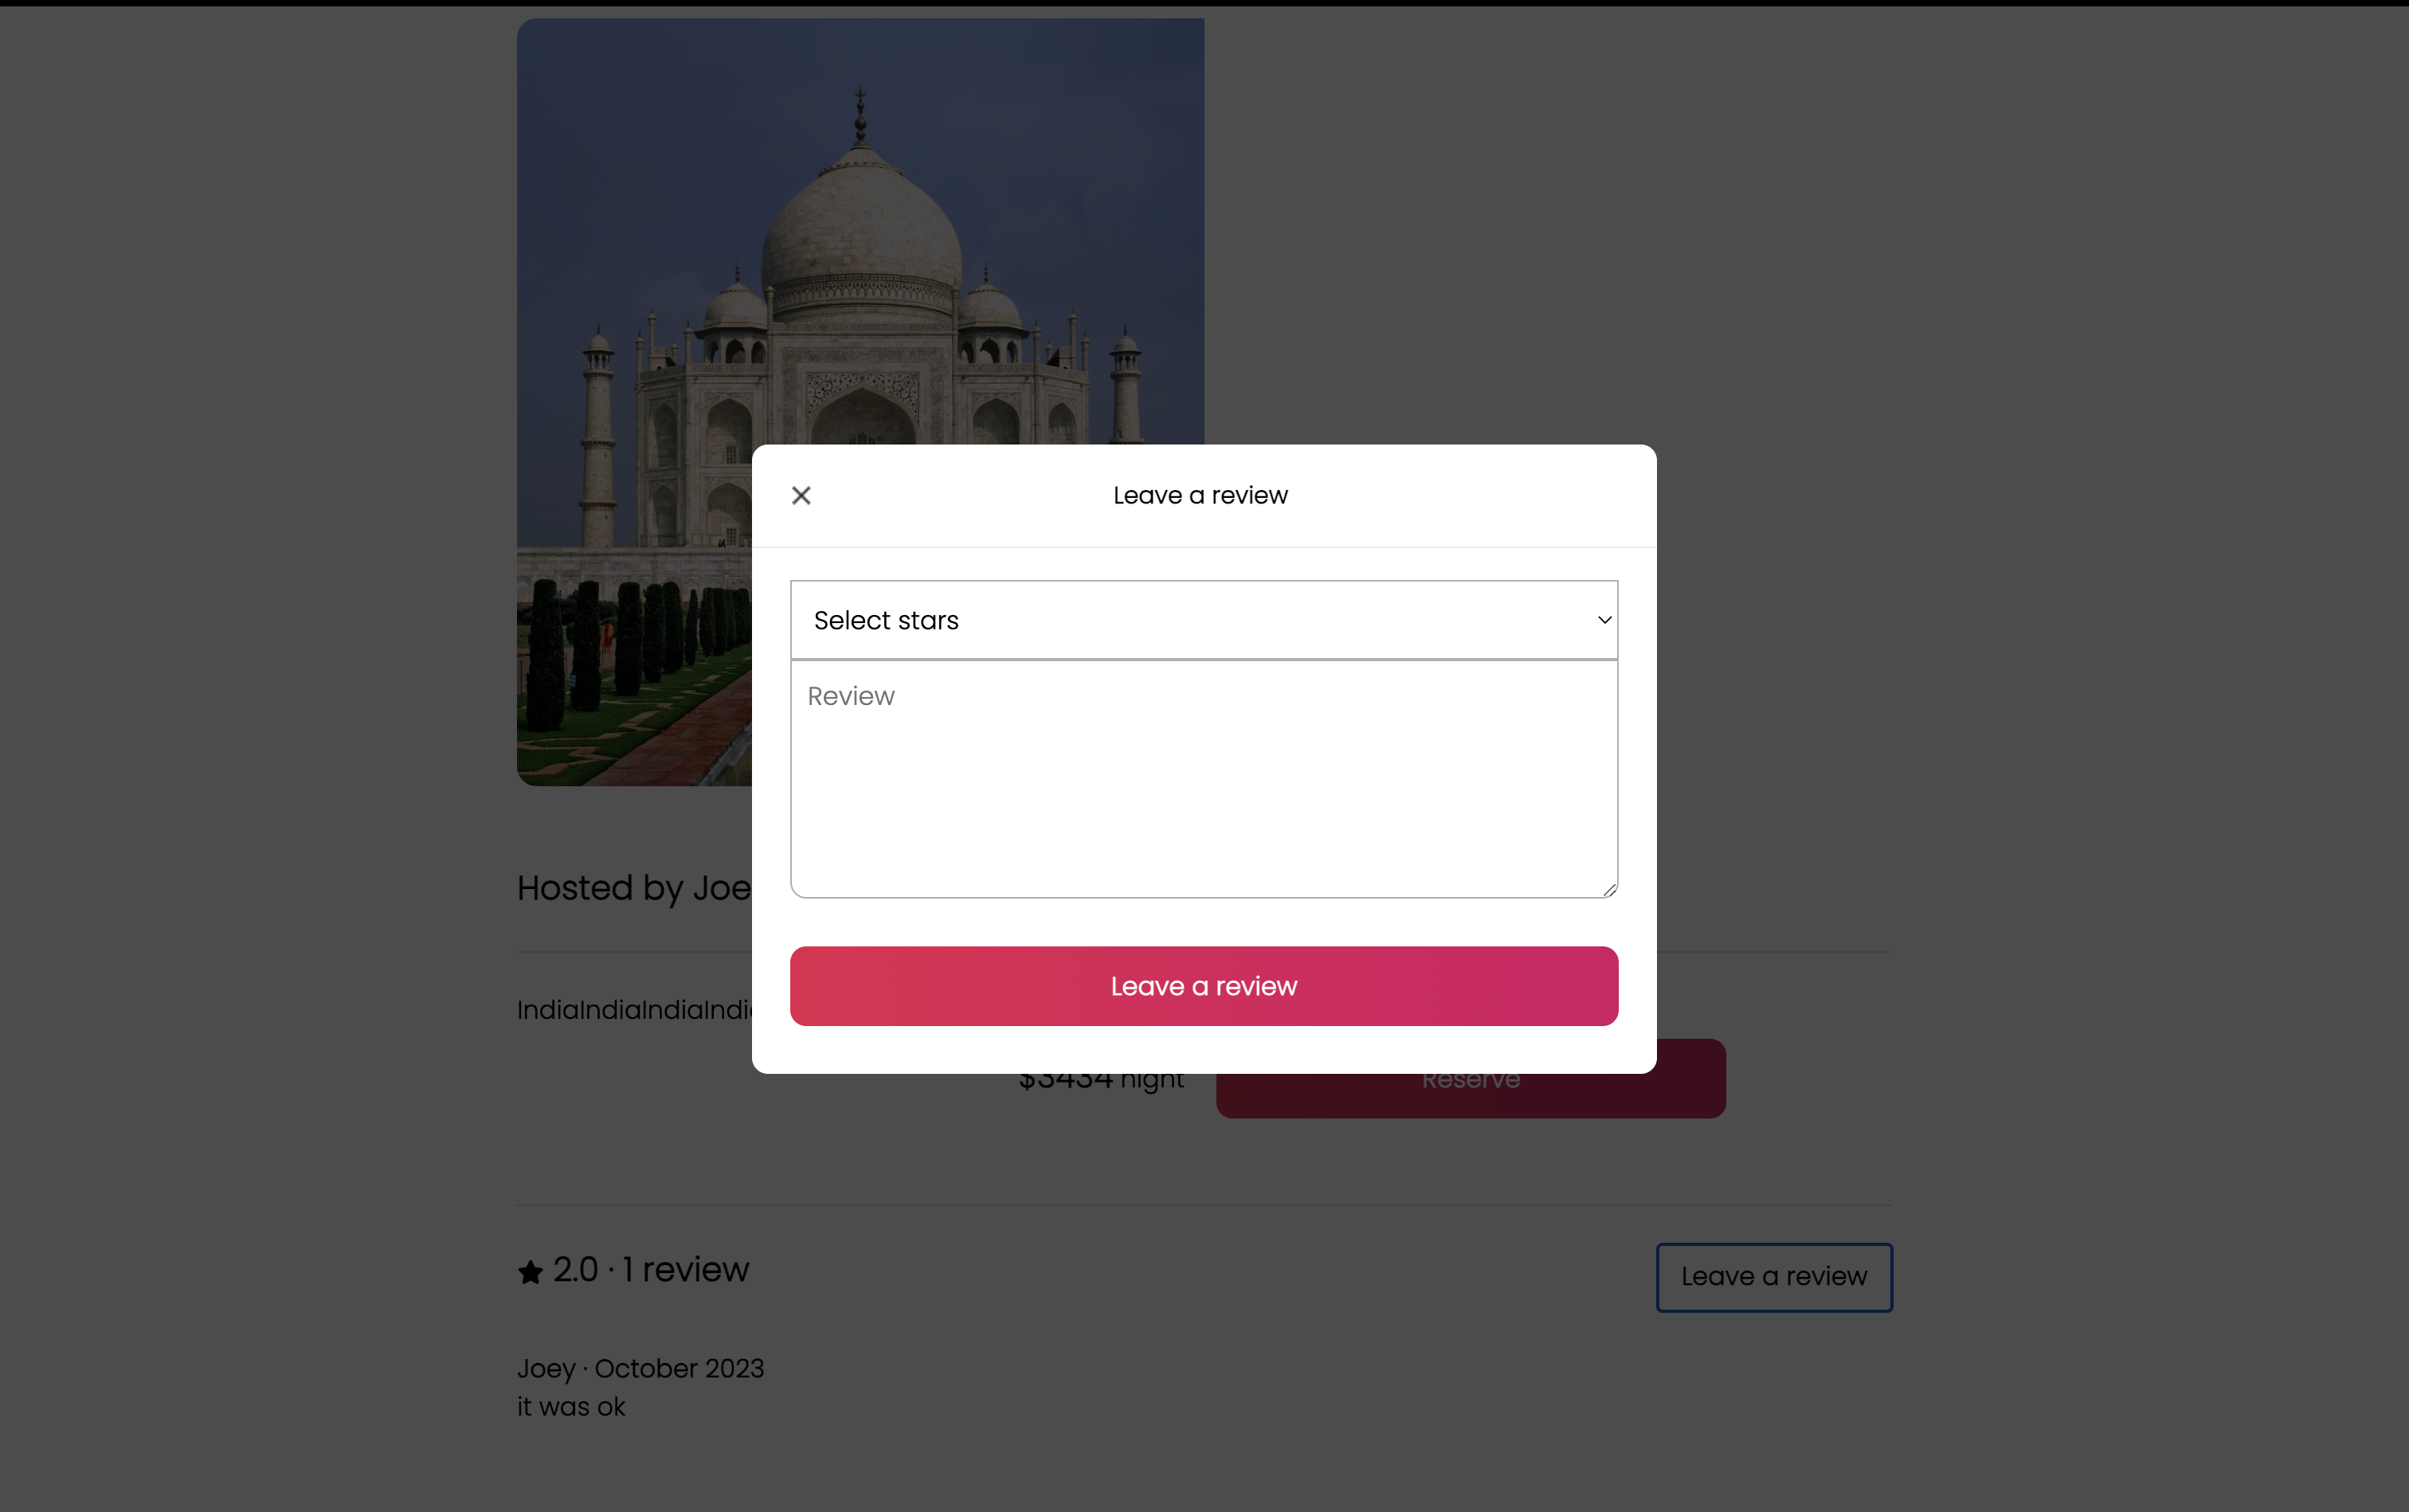 Leave a review
Select stars
Review
Leave a review
Hosted by Joe
IndiaIndiaIndiaIndi
$3434 night
Reserve
2.0 · 1 review
Leave a review
Joey · October 2023
it was ok